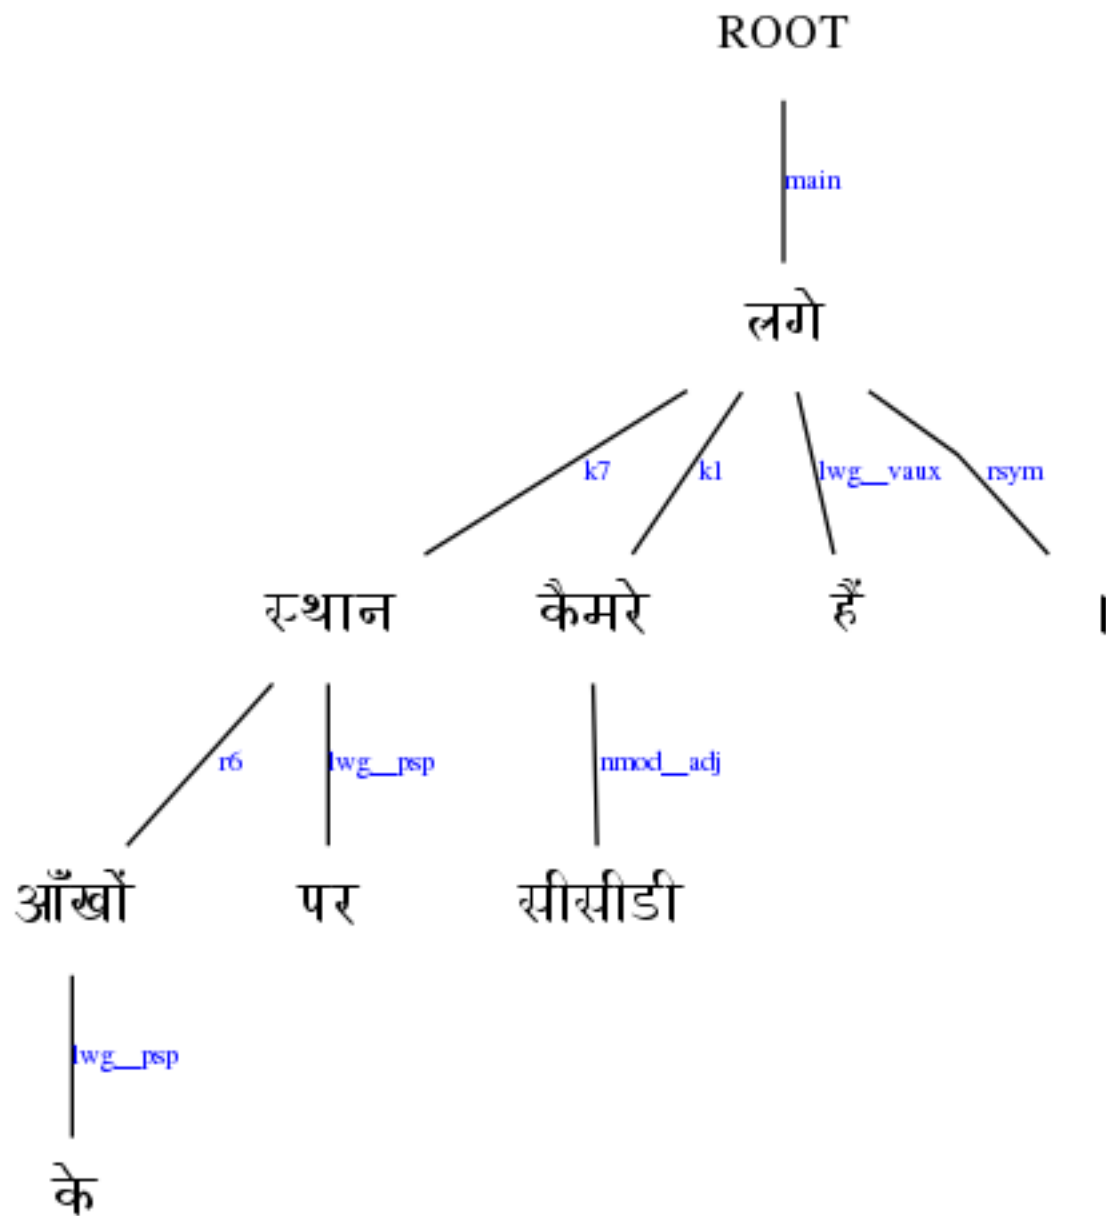 ROOT
main
लगे
k7 k1 lwg__vaux rsym
स्थान कैमरे हैं ।
r6 lwg__psp nmod__adj
आँखों पर सीसीडी
lwg__psp
के